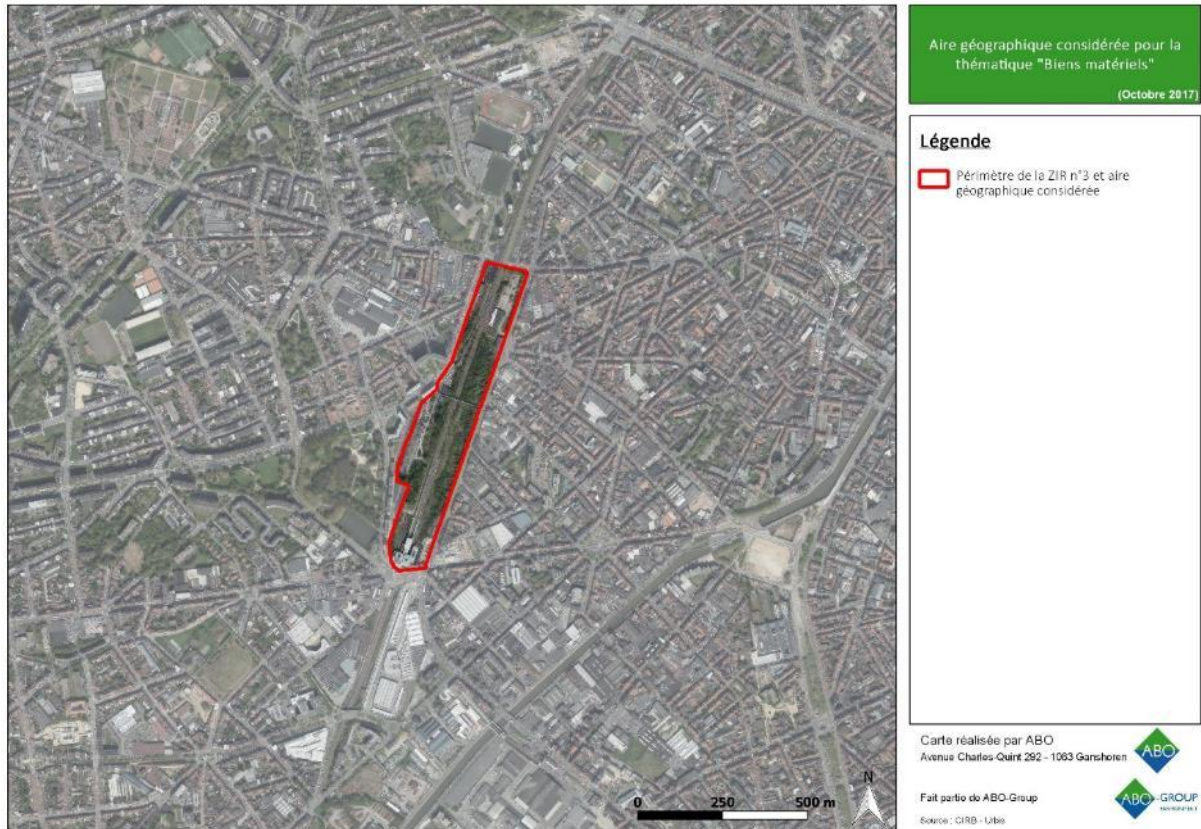 Aire géographique considérée pour la
thématique "Biens matériels"
(Octobre 2017)
Légende
Périmètre de la ZIR n°3 et aire
géographique considérée
Carte réalisée par ABO
Avenue Charles-Quint 292 - 1083 Ganshoren
ABO
Fait partie de ABO-Group
ABO-GROUP
ENVIRONMENT
Source : CIRB - Urbis
N
0 250 500 m